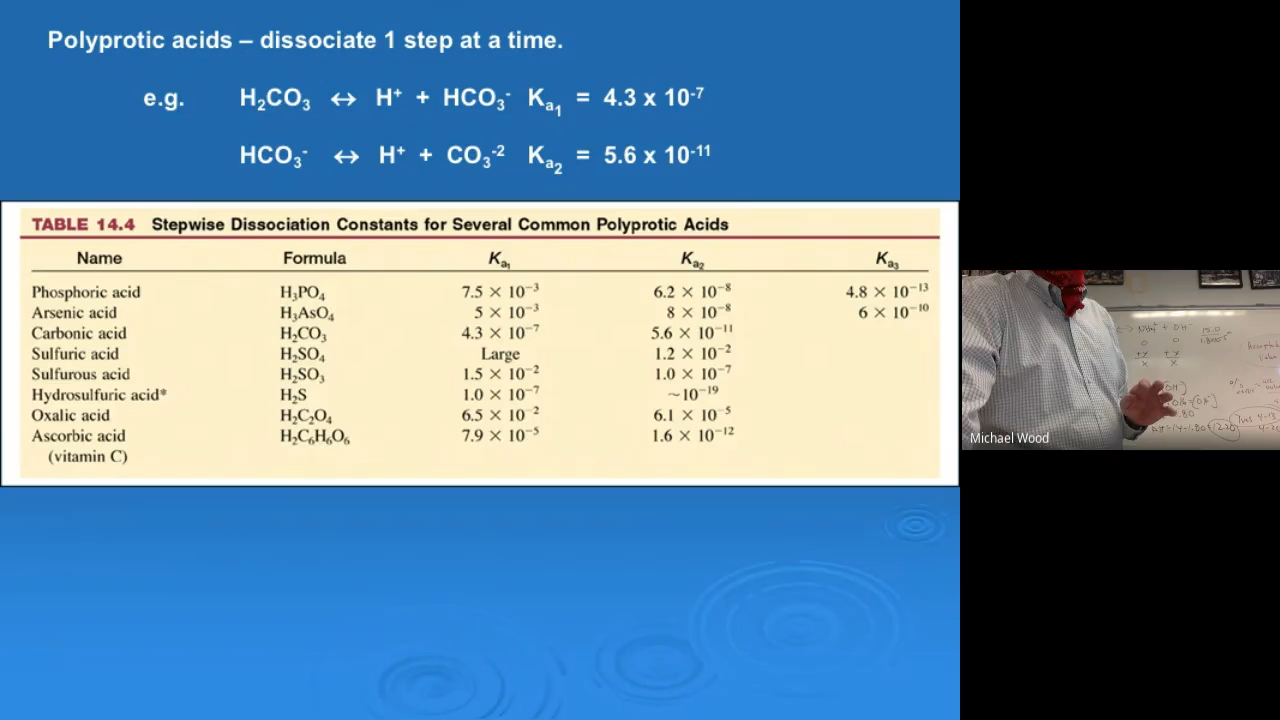 Polyprotic acids – dissociate 1 step at a time.
e.g. H₂CO₃ ↔ H⁺ + HCO₃⁻ Kₐ₁ = 4.3 x 10⁻⁷
HCO₃⁻ ↔ H⁺ + CO₃⁻² Kₐ₂ = 5.6 x 10⁻¹¹
TABLE 14.4 Stepwise Dissociation Constants for Several Common Polyprotic Acids
Name Formula Kₐ₁ Kₐ₂ Kₐ₃
Phosphoric acid H₃PO₄ 7.5 × 10⁻³ 6.2 × 10⁻⁸ 4.8 × 10⁻¹³
Arsenic acid H₃AsO₄ 5 × 10⁻³ 8 × 10⁻⁸ 6 × 10⁻¹⁰
Carbonic acid H₂CO₃ 4.3 × 10⁻⁷ 5.6 × 10⁻¹¹
Sulfuric acid H₂SO₄ Large 1.2 × 10⁻²
Sulfurous acid H₂SO₃ 1.5 × 10⁻² 1.0 × 10⁻⁷
Hydrosulfuric acid* H₂S 1.0 × 10⁻⁷ ~10⁻¹⁹
Oxalic acid H₂C₂O₄ 6.5 × 10⁻² 6.1 × 10⁻⁵
Ascorbic acid H₂C₆H₆O₆ 7.9 × 10⁻⁵ 1.6 × 10⁻¹²
(vitamin C)
Michael Wood